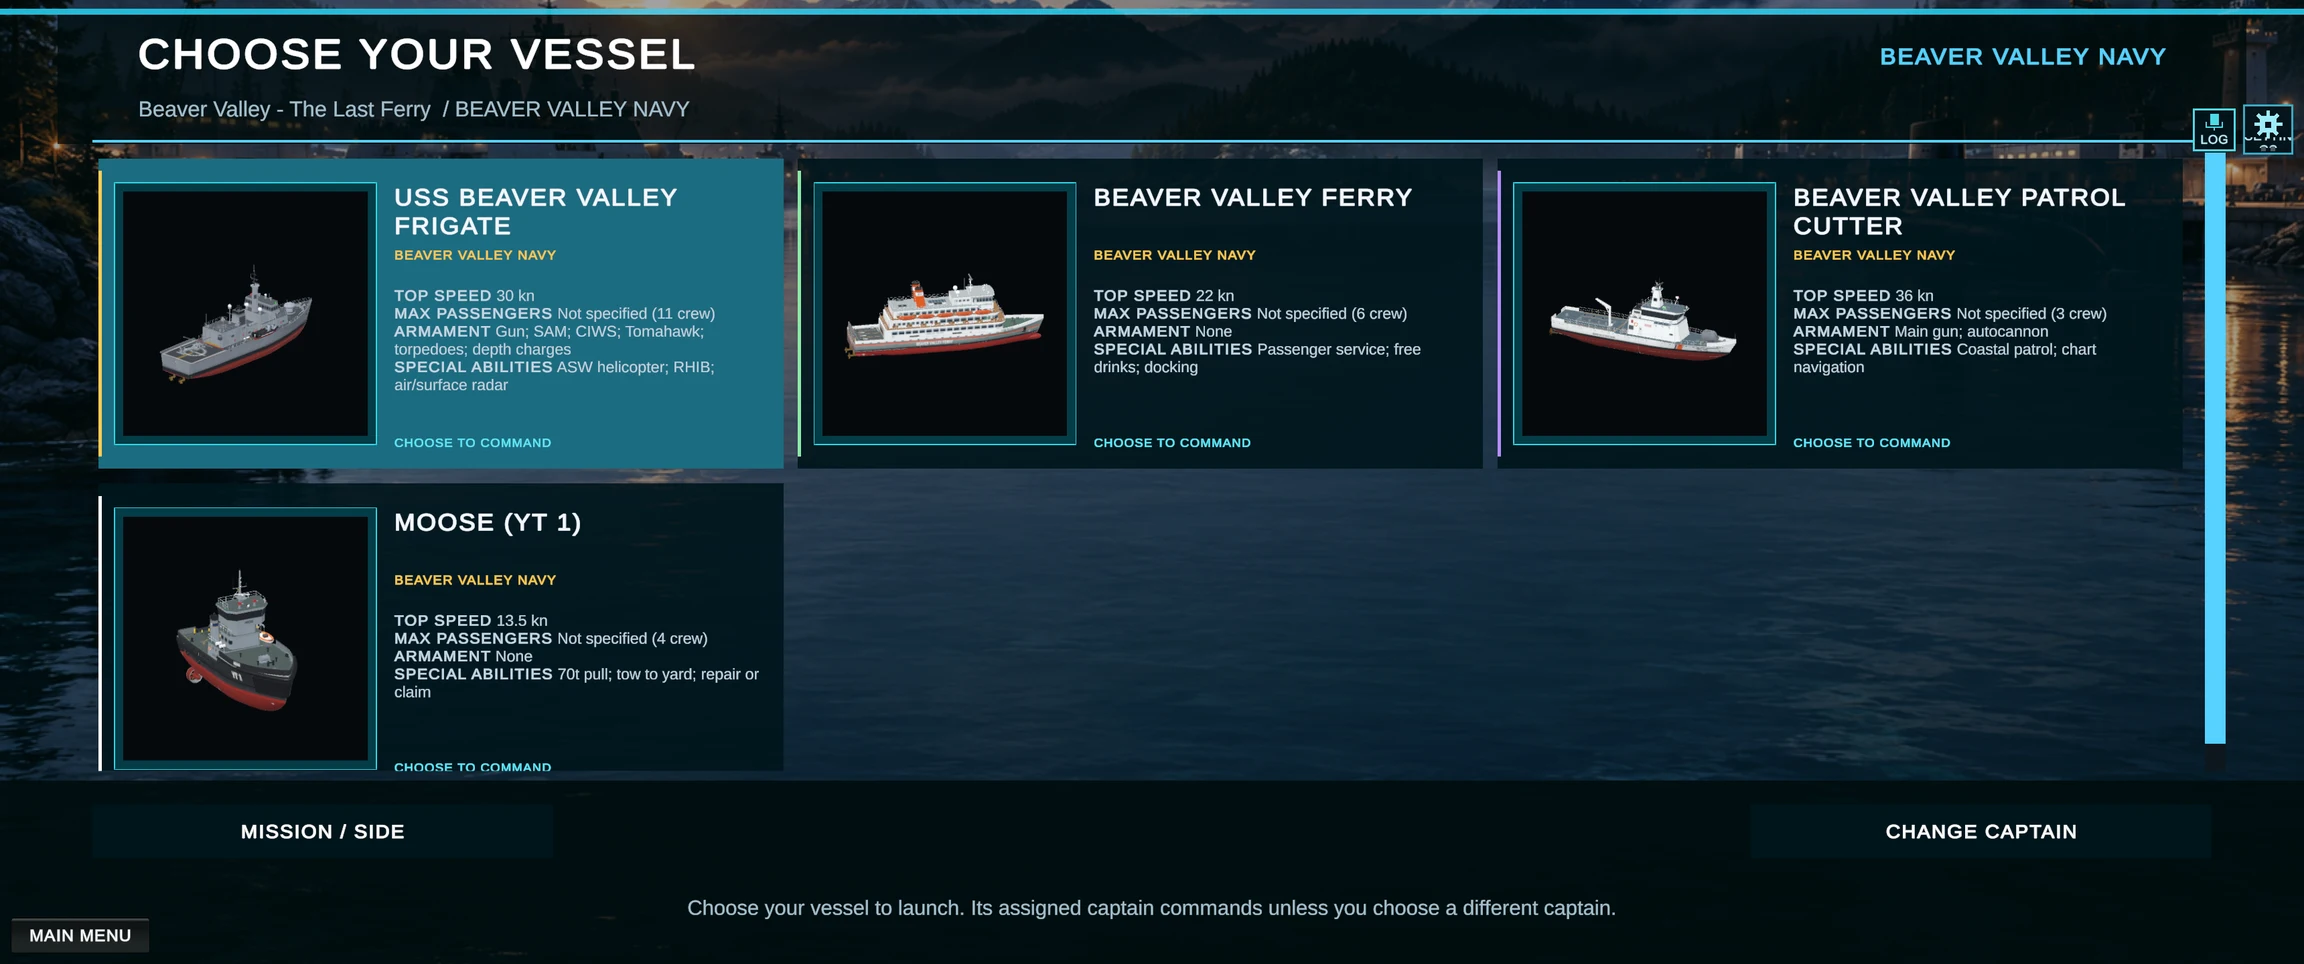 CHOOSE YOUR VESSEL
BEAVER VALLEY NAVY
Beaver Valley - The Last Ferry / BEAVER VALLEY NAVY
LOG
USS BEAVER VALLEY
FRIGATE
BEAVER VALLEY NAVY
TOP SPEED 30 kn
MAX PASSENGERS Not specified (11 crew)
ARMAMENT Gun; SAM; CIWS; Tomahawk;
torpedoes; depth charges
SPECIAL ABILITIES ASW helicopter; RHIB;
air/surface radar
CHOOSE TO COMMAND
BEAVER VALLEY FERRY
BEAVER VALLEY NAVY
TOP SPEED 22 kn
MAX PASSENGERS Not specified (6 crew)
ARMAMENT None
SPECIAL ABILITIES Passenger service; free
drinks; docking
CHOOSE TO COMMAND
BEAVER VALLEY PATROL
CUTTER
BEAVER VALLEY NAVY
TOP SPEED 36 kn
MAX PASSENGERS Not specified (3 crew)
ARMAMENT Main gun; autocannon
SPECIAL ABILITIES Coastal patrol; chart
navigation
CHOOSE TO COMMAND
MOOSE (YT 1)
BEAVER VALLEY NAVY
TOP SPEED 13.5 kn
MAX PASSENGERS Not specified (4 crew)
ARMAMENT None
SPECIAL ABILITIES 70t pull; tow to yard; repair or
claim
CHOOSE TO COMMAND
MISSION / SIDE
CHANGE CAPTAIN
Choose your vessel to launch. Its assigned captain commands unless you choose a different captain.
MAIN MENU